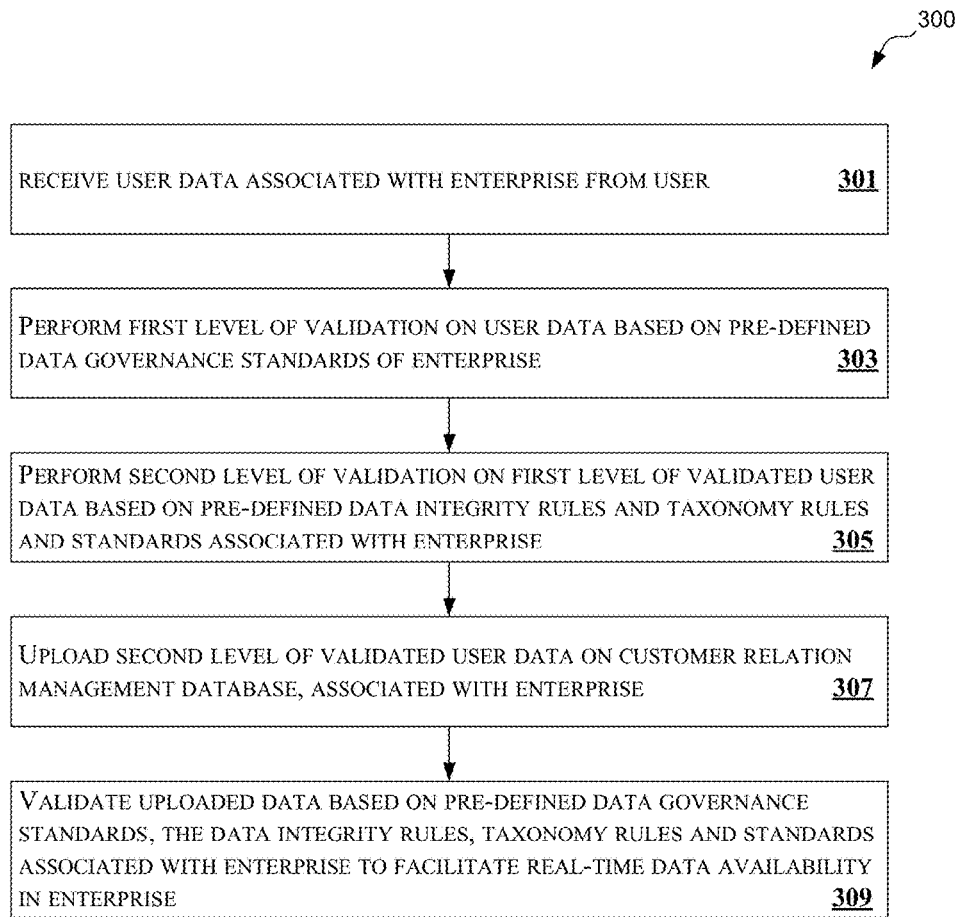 300
RECEIVE USER DATA ASSOCIATED WITH ENTERPRISE FROM USER 301
PERFORM FIRST LEVEL OF VALIDATION ON USER DATA BASED ON PRE-DEFINED
DATA GOVERNANCE STANDARDS OF ENTERPRISE 303
PERFORM SECOND LEVEL OF VALIDATION ON FIRST LEVEL OF VALIDATED USER
DATA BASED ON PRE-DEFINED DATA INTEGRITY RULES AND TAXONOMY RULES
AND STANDARDS ASSOCIATED WITH ENTERPRISE 305
UPLOAD SECOND LEVEL OF VALIDATED USER DATA ON CUSTOMER RELATION
MANAGEMENT DATABASE, ASSOCIATED WITH ENTERPRISE 307
VALIDATE UPLOADED DATA BASED ON PRE-DEFINED DATA GOVERNANCE
STANDARDS, THE DATA INTEGRITY RULES, TAXONOMY RULES AND STANDARDS
ASSOCIATED WITH ENTERPRISE TO FACILITATE REAL-TIME DATA AVAILABILITY
IN ENTERPRISE 309